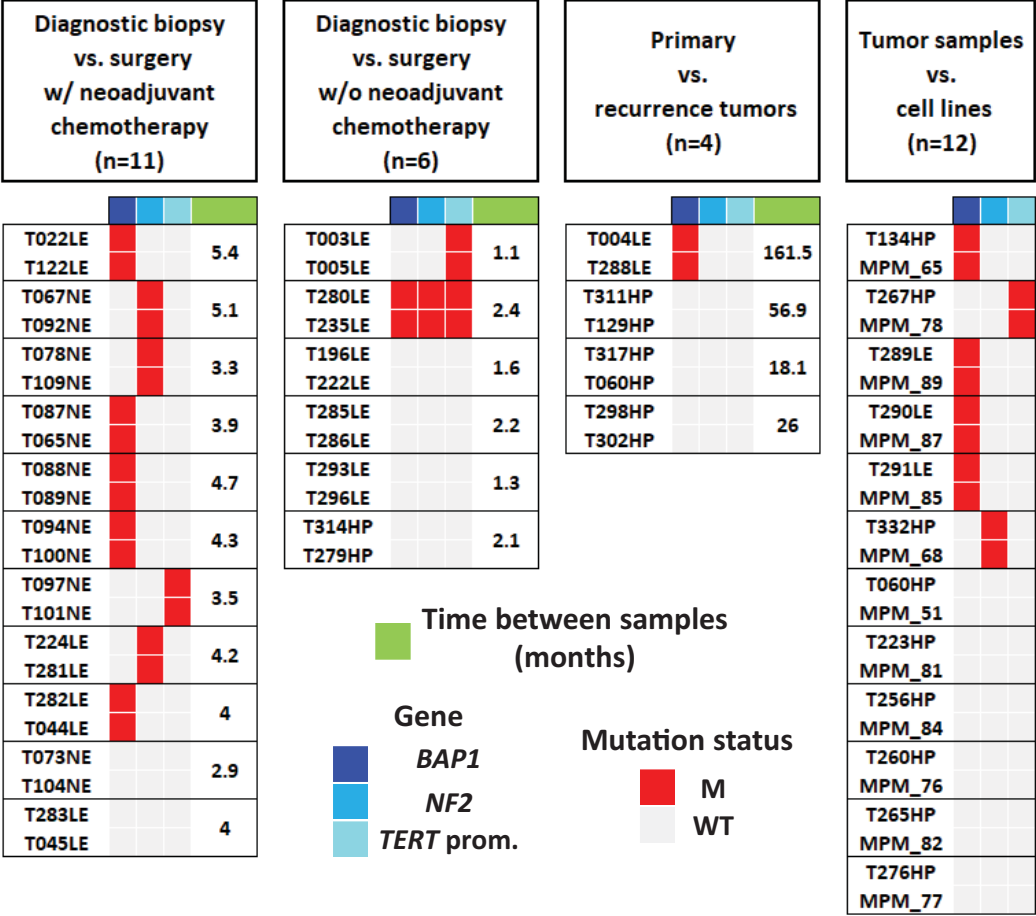 Diagnostic biopsy
vs. surgery
w/ neoadjuvant
chemotherapy
(n=11)
T022LE
T122LE
5.4
T067NE
T092NE
5.1
T078NE
T109NE
3.3
T087NE
T065NE
3.9
T088NE
T089NE
4.7
T094NE
T100NE
4.3
T097NE
T101NE
3.5
T224LE
T281LE
4.2
T282LE
T044LE
4
T073NE
T104NE
2.9
T283LE
T045LE
4
Diagnostic biopsy
vs. surgery
w/o neoadjuvant
chemotherapy
(n=6)
T003LE
T005LE
1.1
T280LE
T235LE
2.4
T196LE
T222LE
1.6
T285LE
T286LE
2.2
T293LE
T296LE
1.3
T314HP
T279HP
2.1
Primary
vs.
recurrence tumors
(n=4)
T004LE
T288LE
161.5
T311HP
T129HP
56.9
T317HP
T060HP
18.1
T298HP
T302HP
26
Tumor samples
vs.
cell lines
(n=12)
T134HP
MPM_65
T267HP
MPM_78
T289LE
MPM_89
T290LE
MPM_87
T291LE
MPM_85
T332HP
MPM_68
T060HP
MPM_51
T223HP
MPM_81
T256HP
MPM_84
T260HP
MPM_76
T265HP
MPM_82
T276HP
MPM_77
Time between samples
(months)
Gene
BAP1
NF2
TERT prom.
Mutation status
M
WT